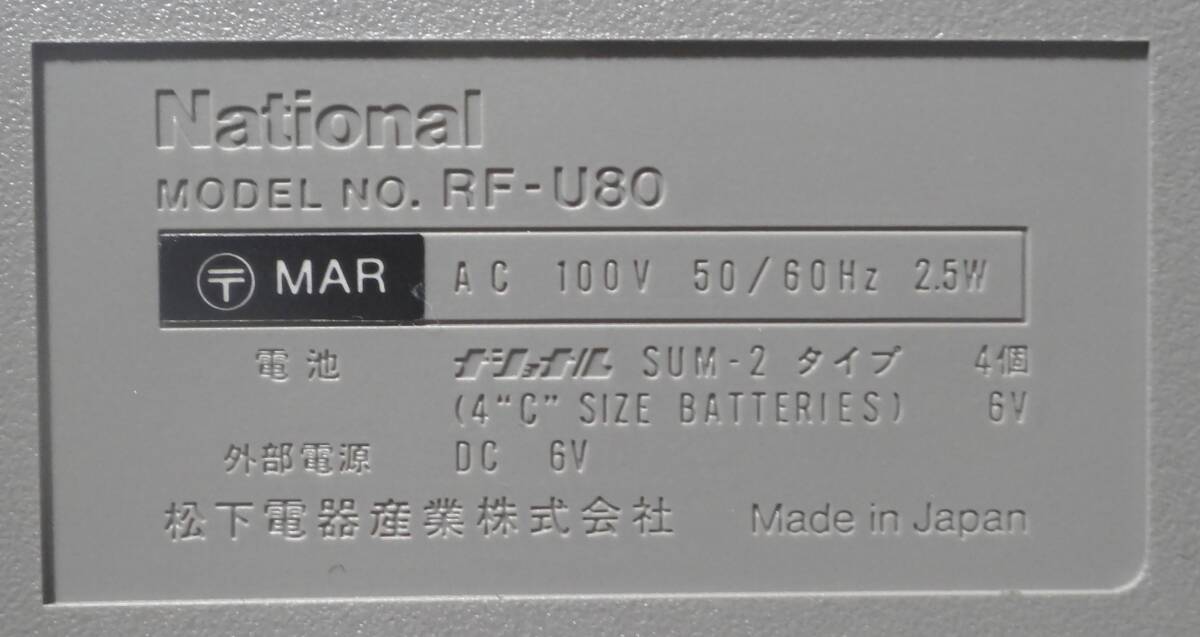 National
MODEL NO. RF-U80
〒 MAR AC 100V 50/60Hz 2.5W
電池 ナショナル SUM-2 タイプ 4個
(4“C” SIZE BATTERIES) 6V
外部電源 DC 6V
松下電器産業株式会社 Made in Japan